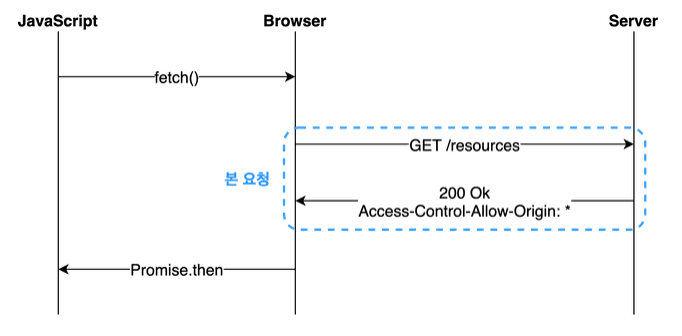 JavaScript
Browser
Server
fetch()
GET /resources
본 요청
200 Ok
Access-Control-Allow-Origin: *
Promise.then